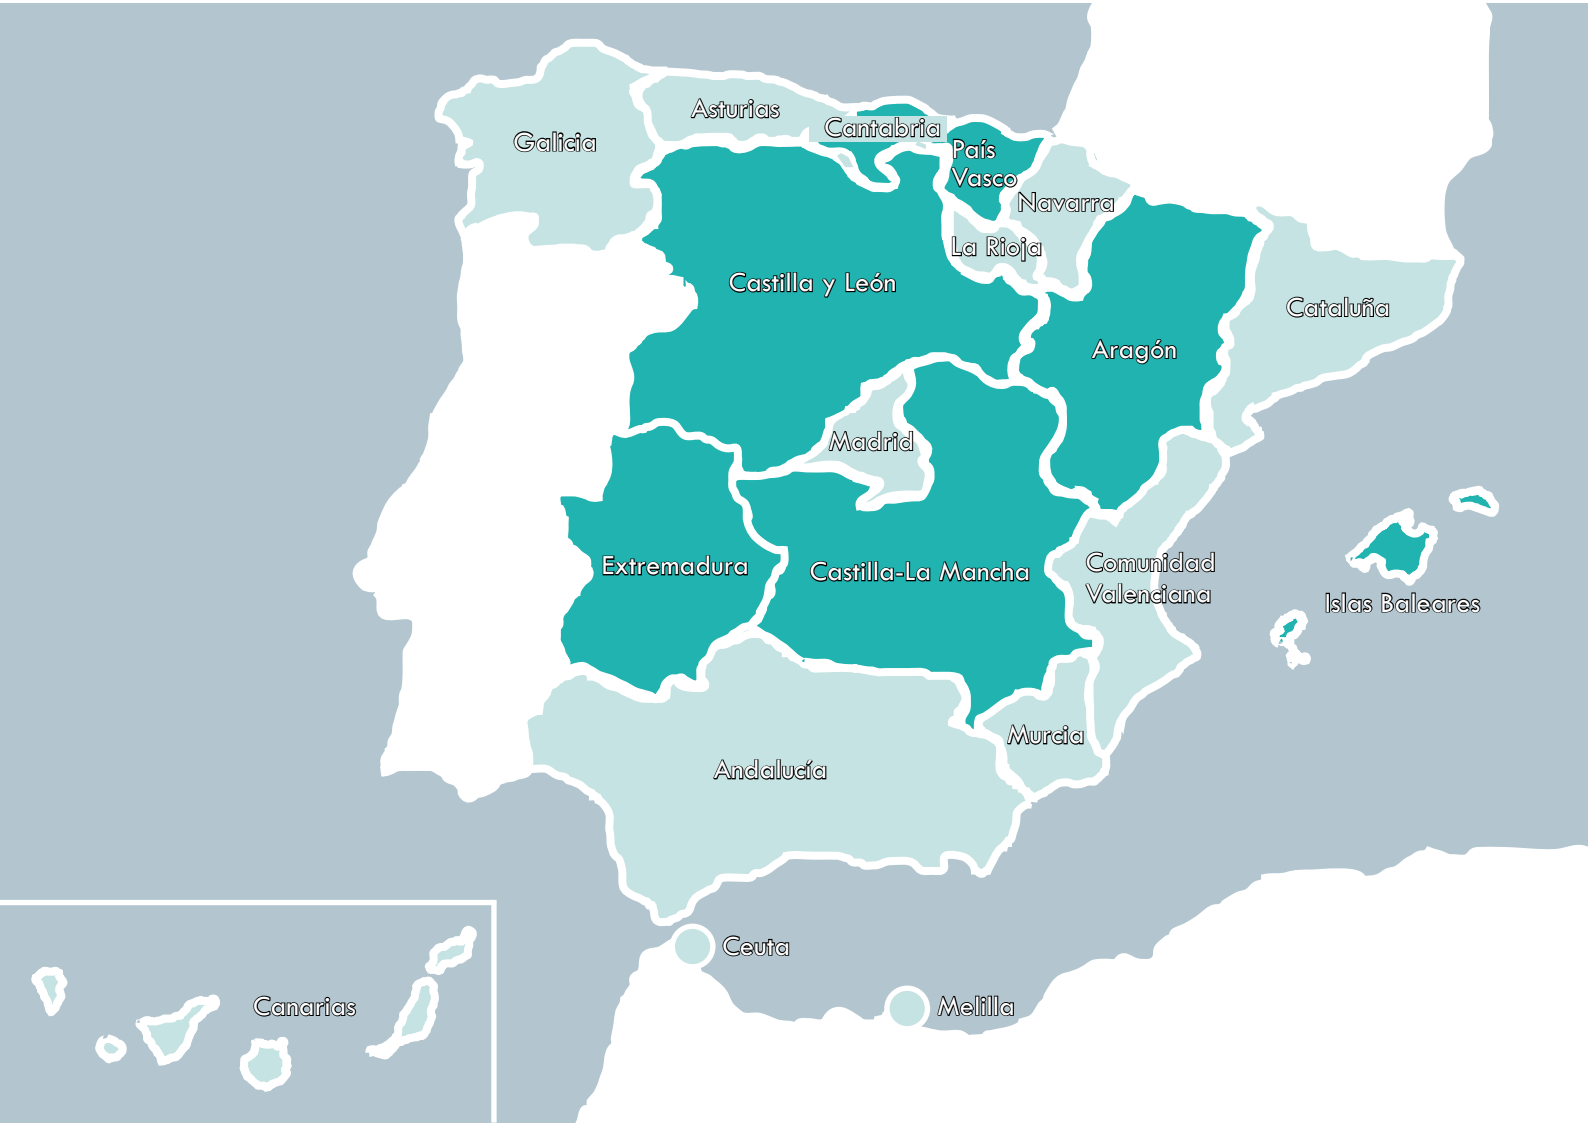 Asturias
Cantabria
Galicia
País
Vasco
Navarra
La Rioja
Castilla y León
Cataluña
Aragón
Madrid
Extremadura
Castilla-La Mancha
Comunidad
Valenciana
Islas Baleares
Murcia
Andalucía
Ceuta
Canarias
Melilla